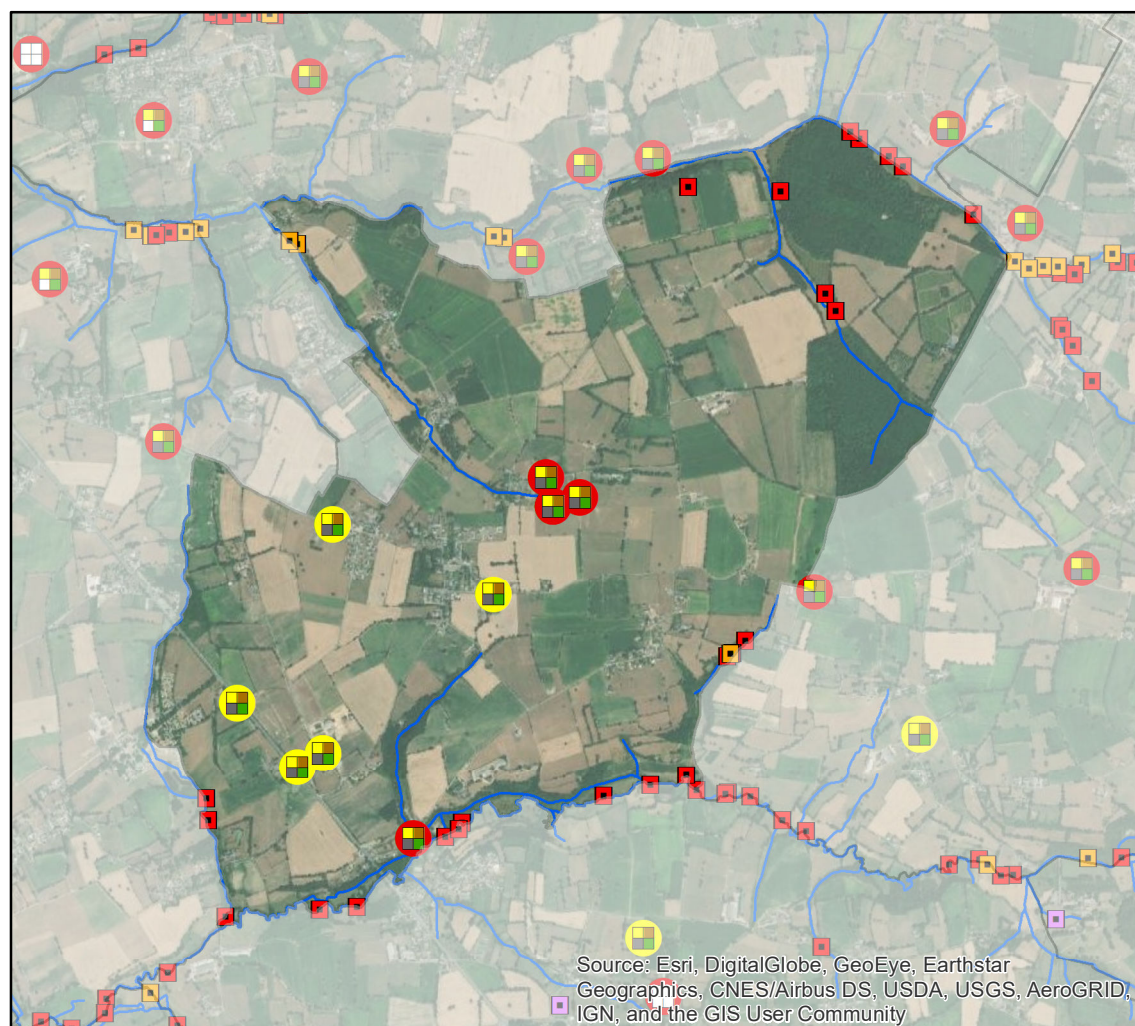 Source: Esri, DigitalGlobe, GeoEye, Earthstar
Geographics, CNES/Airbus DS, USDA, USGS, AeroGRID,
IGN, and the GIS User Community